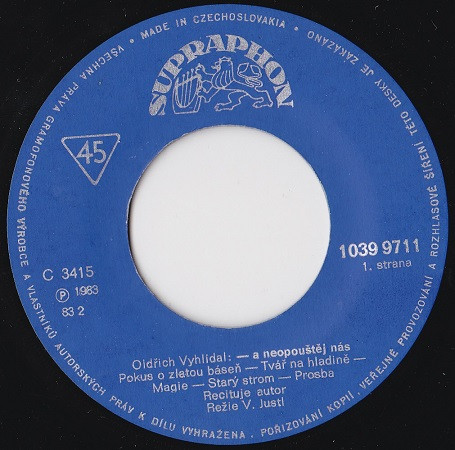 VŠECHNA PRÁVA GRAMOFONOVÉHO VÝROBCE A VLASTNÍKŮ AUTORSKÝCH PRÁV K DÍLU VYHRAŽENA. POŘIZOVÁNÍ KOPIÍ, VEŘEJNÉ PROVOZOVÁNÍ A ROZHLASOVÉ ŠÍŘENÍ TÉTO DESKY JE ZAKÁZÁNO
• MADE IN CZECHOSLOVAKIA •
SUPRAPHON
45
C 3415
Ⓟ 1983
83 2
1039 9711
1. strana
Oldřich Vyhlídal: — a neopouštěj nás
Pokus o zlatou báseň — Tvář na hladině —
Magie — Starý strom — Prosba
Recituje autor
Režie V. Justl